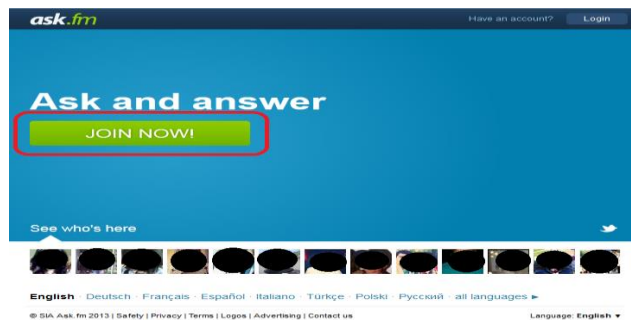 ask.fm Have an account? Login
Ask and answer
JOIN NOW!
See who's here
English · Deutsch · Français · Español · Italiano · Türkçe · Polski · Русский · all languages ►
© SIA Ask.fm 2013 | Safety | Privacy | Terms | Logos | Advertising | Contact us Language: English ▼